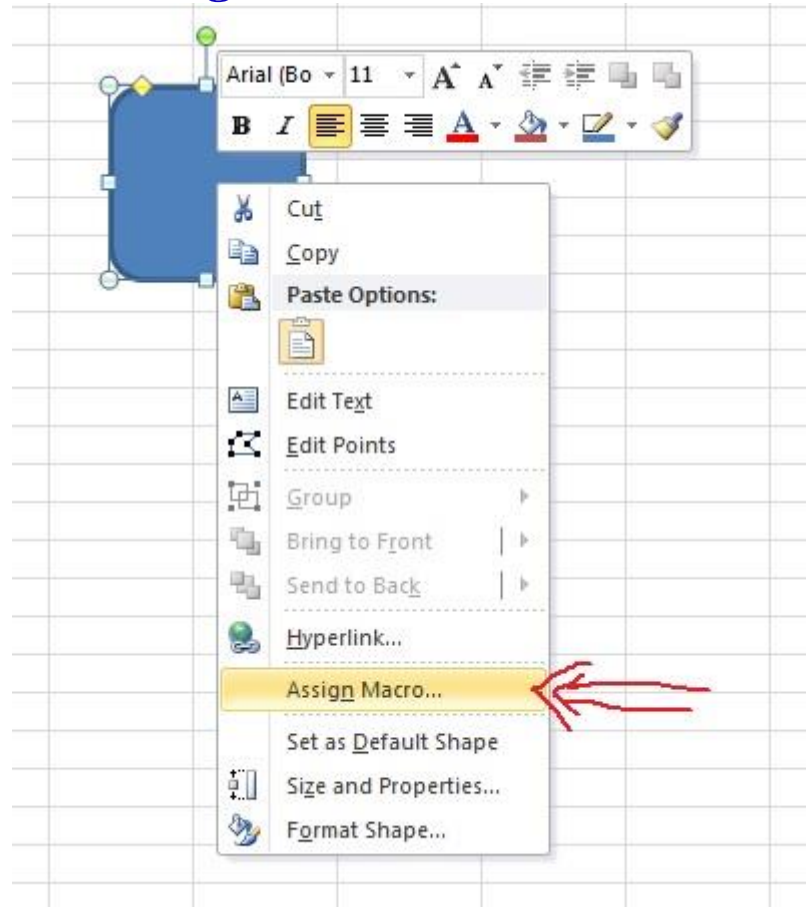 Arial (Bo 11 A A
B I A
Cut
Copy
Paste Options:
Edit Text
Edit Points
Group
Bring to Front
Send to Back
Hyperlink...
Assign Macro...
Set as Default Shape
Size and Properties...
Format Shape...